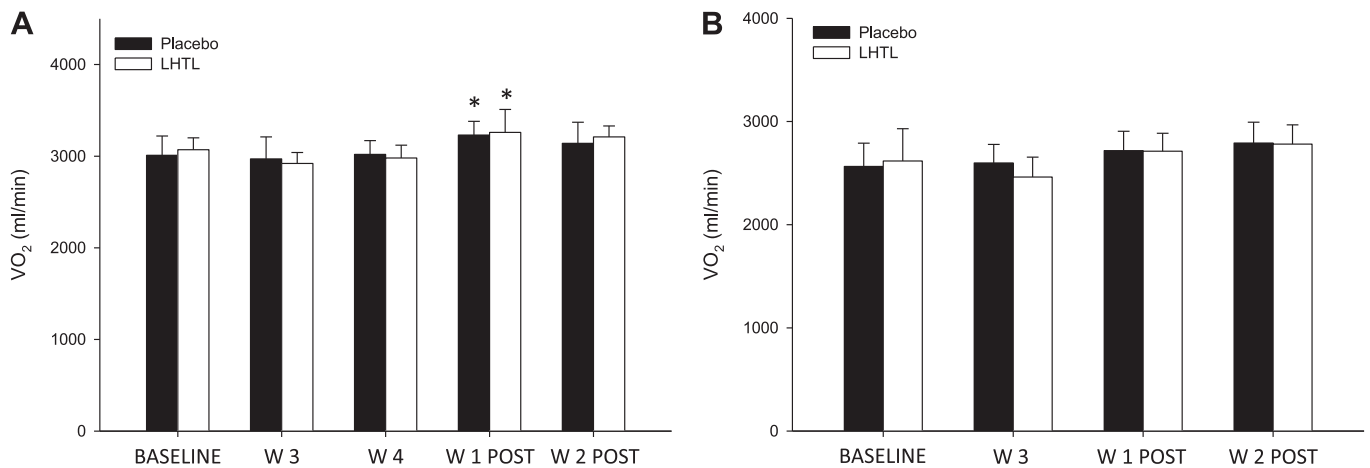 A
Placebo
LHTL
4000
3000
2000
1000
0
VO2 (ml/min)
* *
BASELINE W 3 W 4 W 1 POST W 2 POST
B
Placebo
LHTL
4000
3000
2000
1000
0
VO2 (ml/min)
BASELINE W 3 W 1 POST W 2 POST